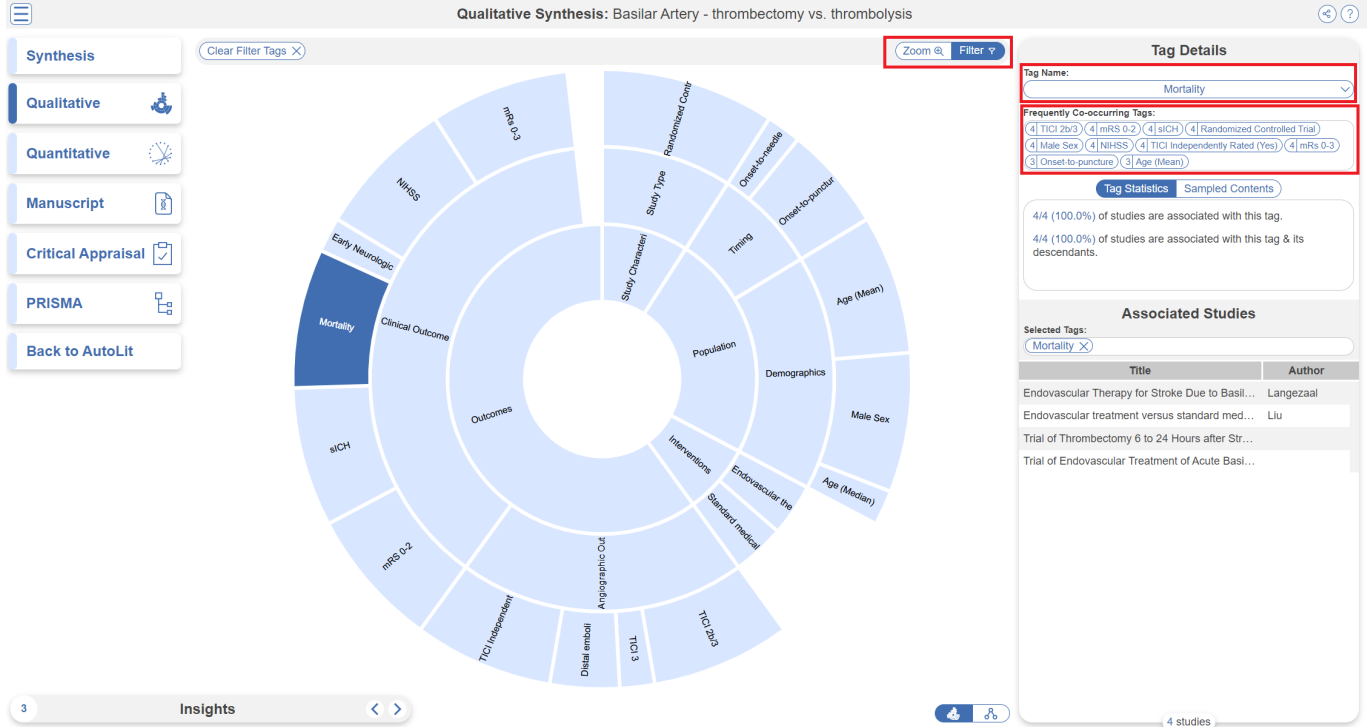 Qualitative Synthesis: Basilar Artery - thrombectomy vs. thrombolysis
?
Synthesis
Qualitative
Quantitative
Manuscript
Critical Appraisal
PRISMA
Back to AutoLit
Clear Filter Tags
Zoom
Filter
mRs 0-3
Randomized Contr
NIHSS
Study Type
Onset-to-needle
Onset-to-punctur
Early Neurologic
Study Characteri
Timing
Age (Mean)
Mortality
Clinical Outcome
Population
Demographics
Outcomes
Male Sex
sICH
Interventions
Endovascular the
Age (Median)
Standard medical
mRS 0-2
Angiographic Out
TICI Independent
Distal emboli
TICI 3
TICI 2b/3
3
Insights
Tag Details
Tag Name:
Mortality
Frequently Co-occurring Tags:
4 TICI 2b/3 4 mRS 0-2 4 sICH 4 Randomized Controlled Trial
4 Male Sex 4 NIHSS 4 TICI Independently Rated (Yes) 4 mRs 0-3
3 Onset-to-puncture 3 Age (Mean)
Tag Statistics Sampled Contents
4/4 (100.0%) of studies are associated with this tag.
4/4 (100.0%) of studies are associated with this tag & its
descendants.
Associated Studies
Selected Tags:
Mortality
Title Author
Endovascular Therapy for Stroke Due to Basil... Langezaal
Endovascular treatment versus standard med... Liu
Trial of Thrombectomy 6 to 24 Hours after Str...
Trial of Endovascular Treatment of Acute Basi...
4 studies